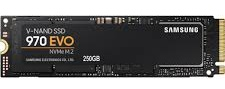 V-NAND SSD
970 EVO
NVMe M.2
SAMSUNG
SAMSUNG ELECTRONICS CO., LTD.
250GB